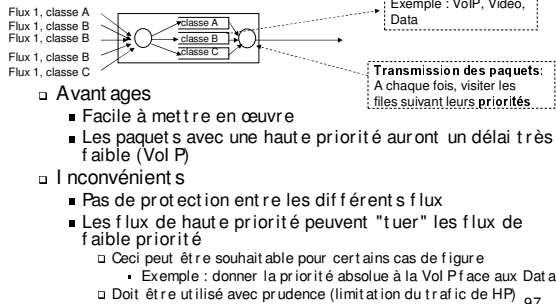 Exemple : VoIP, Vidéo,
Data
Flux 1, classe A
Flux 1, classe B
Flux 1, classe B
Flux 1, classe B
Flux 1, classe C
classe A
classe B
classe C
Transmission des paquets:
A chaque fois, visiter les
files suivant leurs priorités
Avantages
Facile à mettre en œuvre
Les paquets avec une haute priorité auront un délai très
faible (VoIP)
Inconvénients
Pas de protection entre les différents flux
Les flux de haute priorité peuvent "tuer" les flux de
faible priorité
Ceci peut être souhaitable pour certains cas de figure
Exemple : donner la priorité absolue à la VoIP face aux Data
Doit être utilisé avec prudence (limitation du trafic de HP)
97